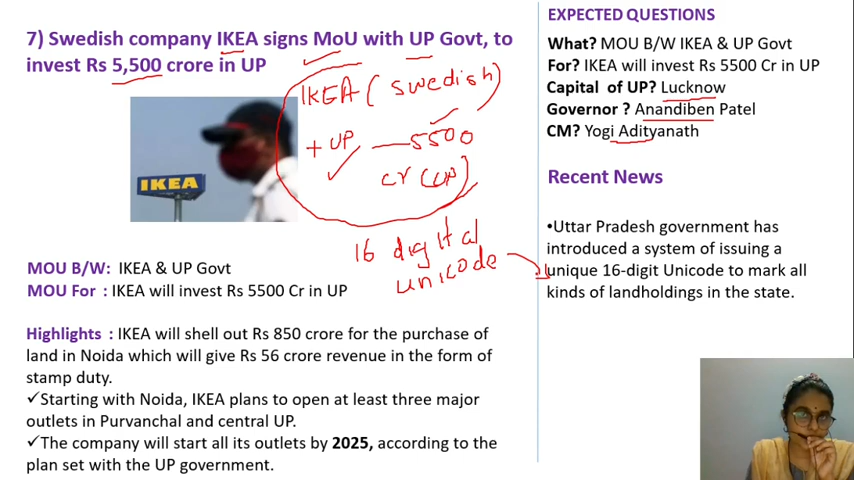 7) Swedish company IKEA signs MoU with UP Govt, to
invest Rs 5,500 crore in UP
IKEA ( Swedish )
+ UP — 5500
cr (UP)
16 digital
unicode
IKEA
MOU B/W: IKEA & UP Govt
MOU For : IKEA will invest Rs 5500 Cr in UP
Highlights : IKEA will shell out Rs 850 crore for the purchase of
land in Noida which will give Rs 56 crore revenue in the form of
stamp duty.
✓Starting with Noida, IKEA plans to open at least three major
outlets in Purvanchal and central UP.
✓The company will start all its outlets by 2025, according to the
plan set with the UP government.
EXPECTED QUESTIONS
What? MOU B/W IKEA & UP Govt
For? IKEA will invest Rs 5500 Cr in UP
Capital of UP? Lucknow
Governor ? Anandiben Patel
CM? Yogi Adityanath
Recent News
•Uttar Pradesh government has
introduced a system of issuing a
unique 16-digit Unicode to mark all
kinds of landholdings in the state.